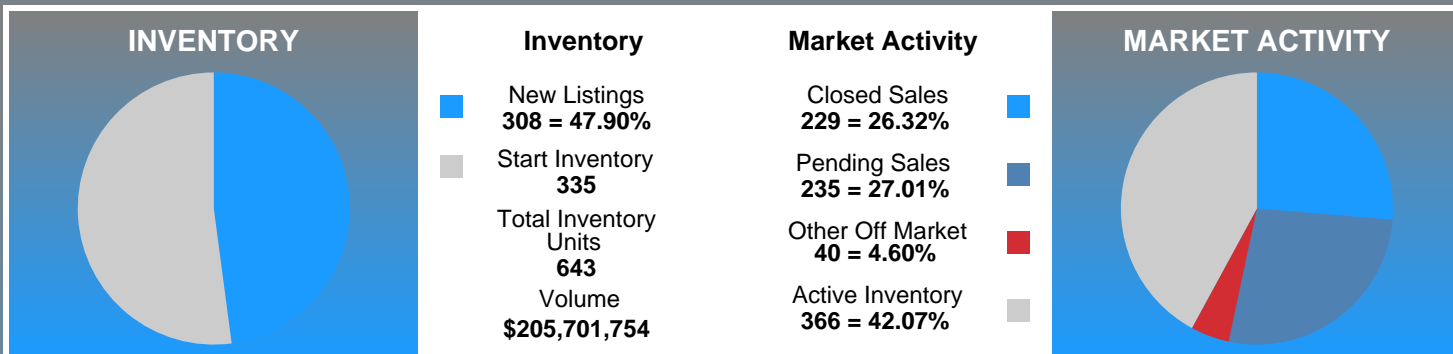 INVENTORY
Inventory
New Listings
308 = 47.90%
Start Inventory
335
Total Inventory
Units
643
Volume
$205,701,754
Market Activity
Closed Sales
229 = 26.32%
Pending Sales
235 = 27.01%
Other Off Market
40 = 4.60%
Active Inventory
366 = 42.07%
MARKET ACTIVITY